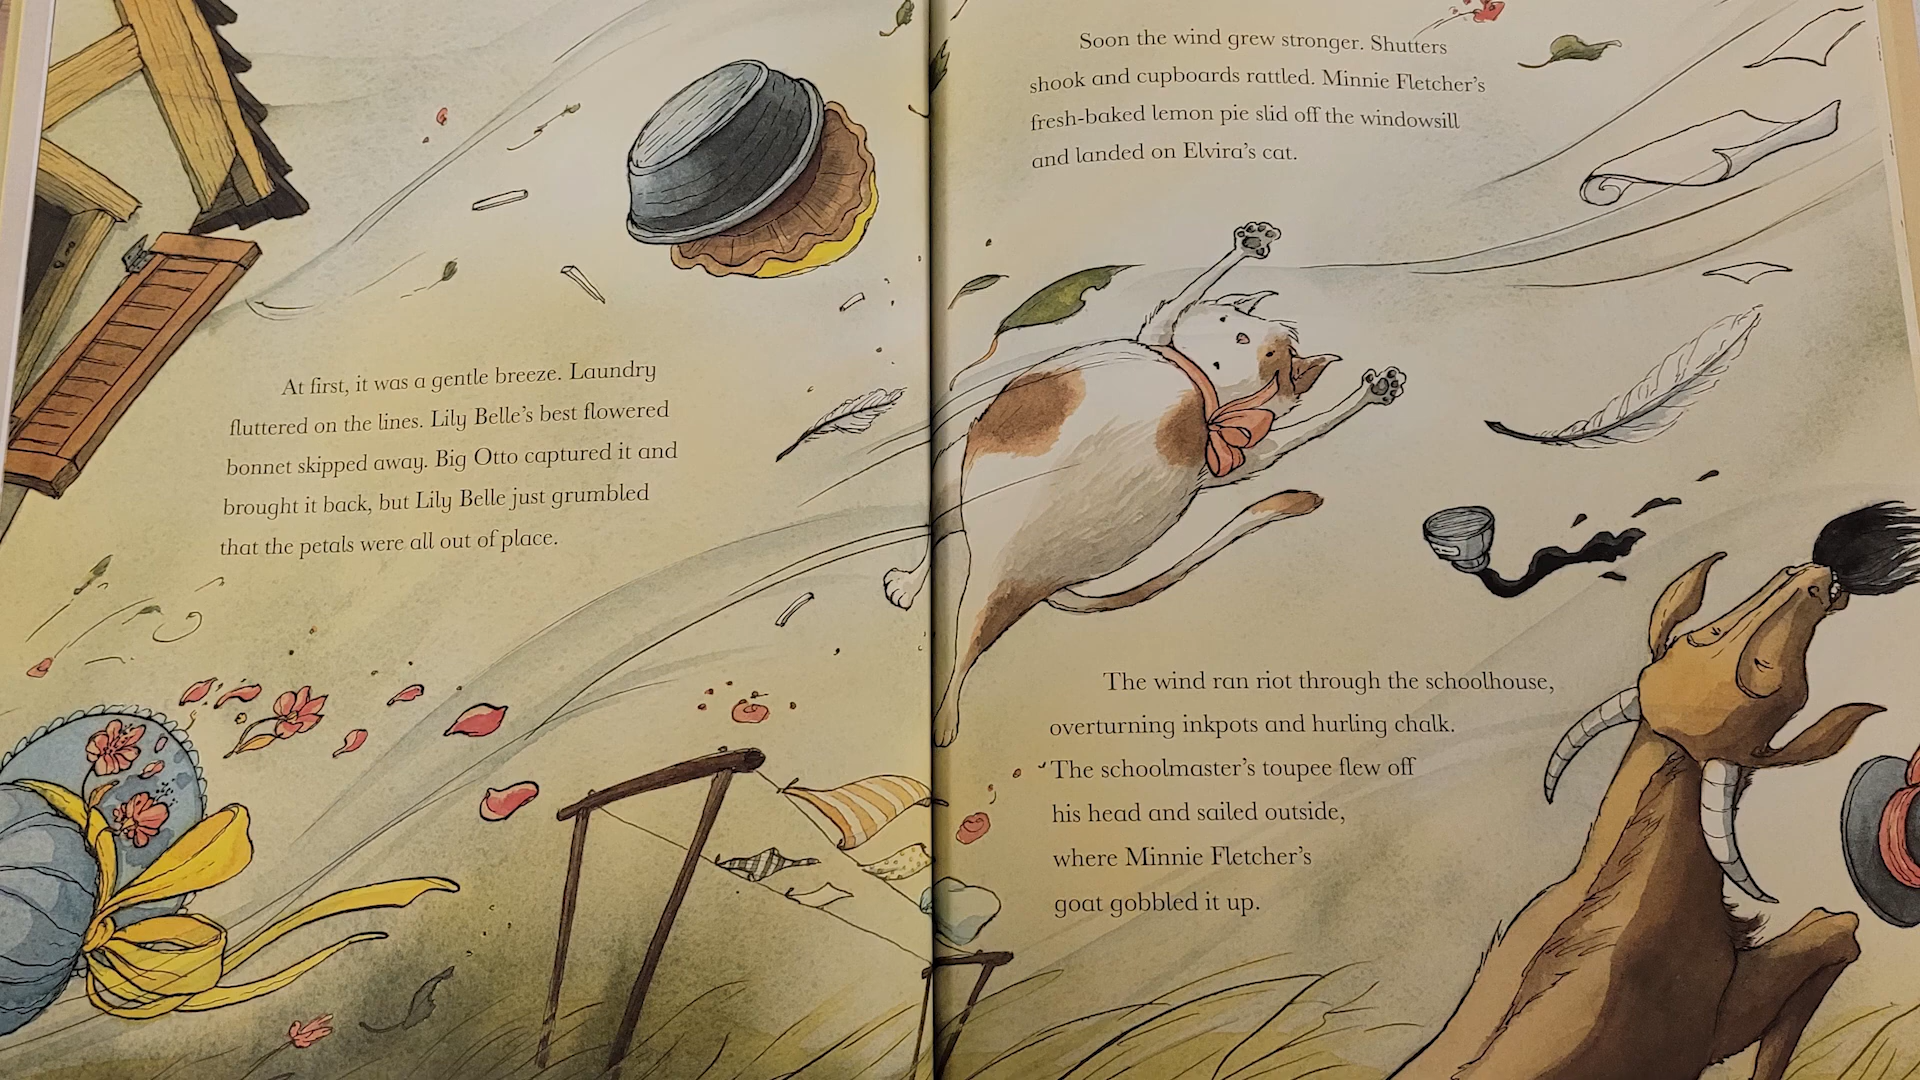 At first, it was a gentle breeze. Laundry
fluttered on the lines. Lily Belle's best flowered
bonnet skipped away. Big Otto captured it and
brought it back, but Lily Belle just grumbled
that the petals were all out of place.
Soon the wind grew stronger. Shutters
shook and cupboards rattled. Minnie Fletcher's
fresh-baked lemon pie slid off the windowsill
and landed on Elvira's cat.
The wind ran riot through the schoolhouse,
overturning inkpots and hurling chalk.
The schoolmaster's toupee flew off
his head and sailed outside,
where Minnie Fletcher's
goat gobbled it up.